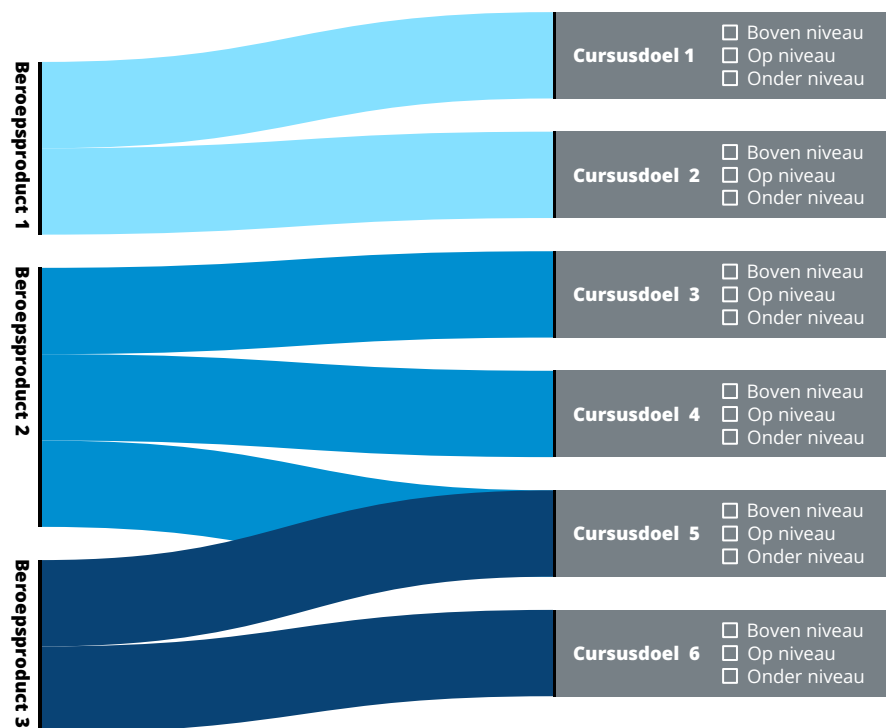 Beroepsproduct 1
Cursusdoel 1
Boven niveau
Op niveau
Onder niveau
Cursusdoel 2
Boven niveau
Op niveau
Onder niveau
Beroepsproduct 2
Cursusdoel 3
Boven niveau
Op niveau
Onder niveau
Cursusdoel 4
Boven niveau
Op niveau
Onder niveau
Cursusdoel 5
Boven niveau
Op niveau
Onder niveau
Beroepsproduct 3
Cursusdoel 6
Boven niveau
Op niveau
Onder niveau